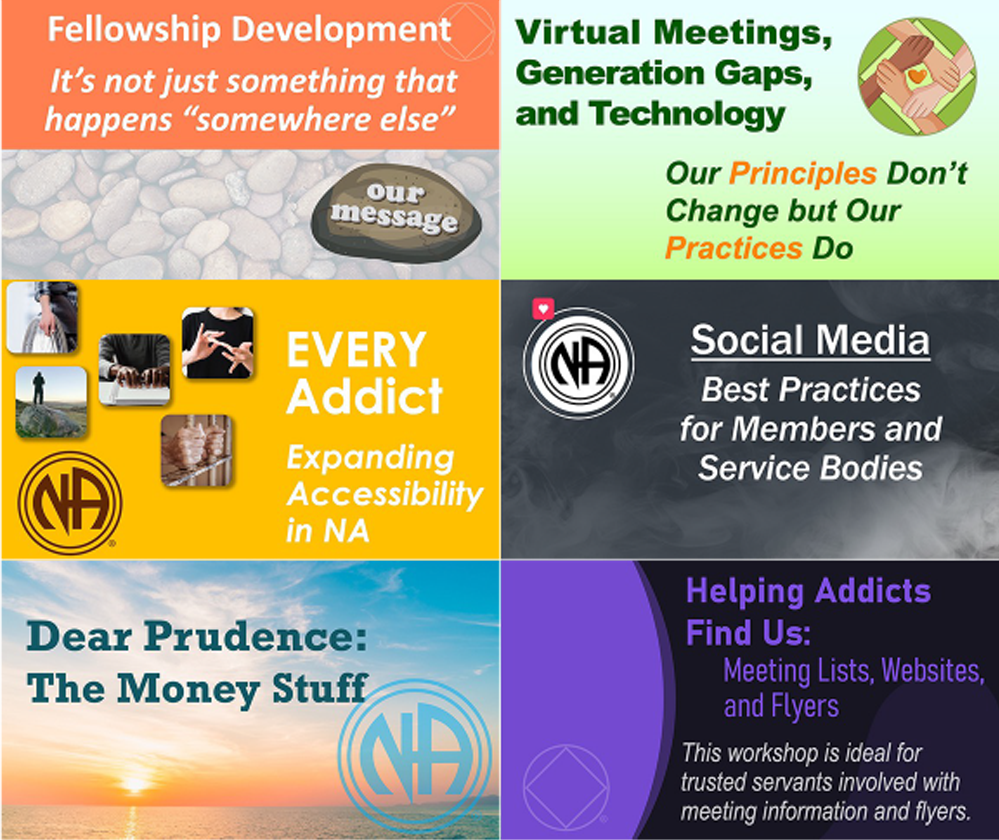 Fellowship Development
It’s not just something that
happens “somewhere else”
our
message
Virtual Meetings,
Generation Gaps,
and Technology
Our Principles Don’t
Change but Our
Practices Do
EVERY
Addict
Expanding
Accessibility
in NA
NA
®
NA
®
Social Media
Best Practices
for Members and
Service Bodies
Dear Prudence:
The Money Stuff
NA
Helping Addicts
Find Us:
Meeting Lists, Websites,
and Flyers
This workshop is ideal for
trusted servants involved with
meeting information and flyers.
®